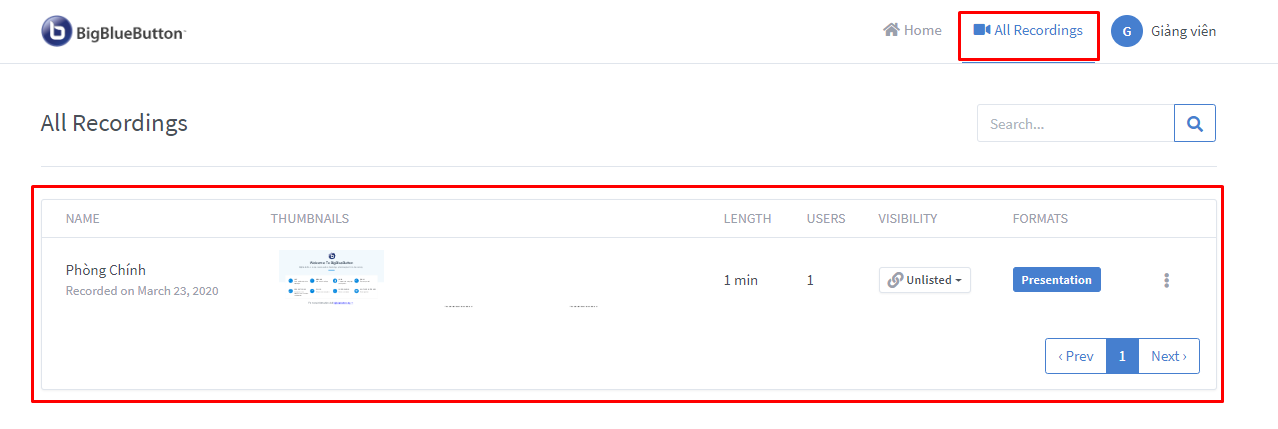 b BigBlueButton
Home
All Recordings
G
Giảng viên
All Recordings
Search...
NAME THUMBNAILS LENGTH USERS VISIBILITY FORMATS
Phòng Chính 1 min 1 Unlisted Presentation
Recorded on March 23, 2020
Welcome To BigBlueButton
‹ Prev 1 Next ›